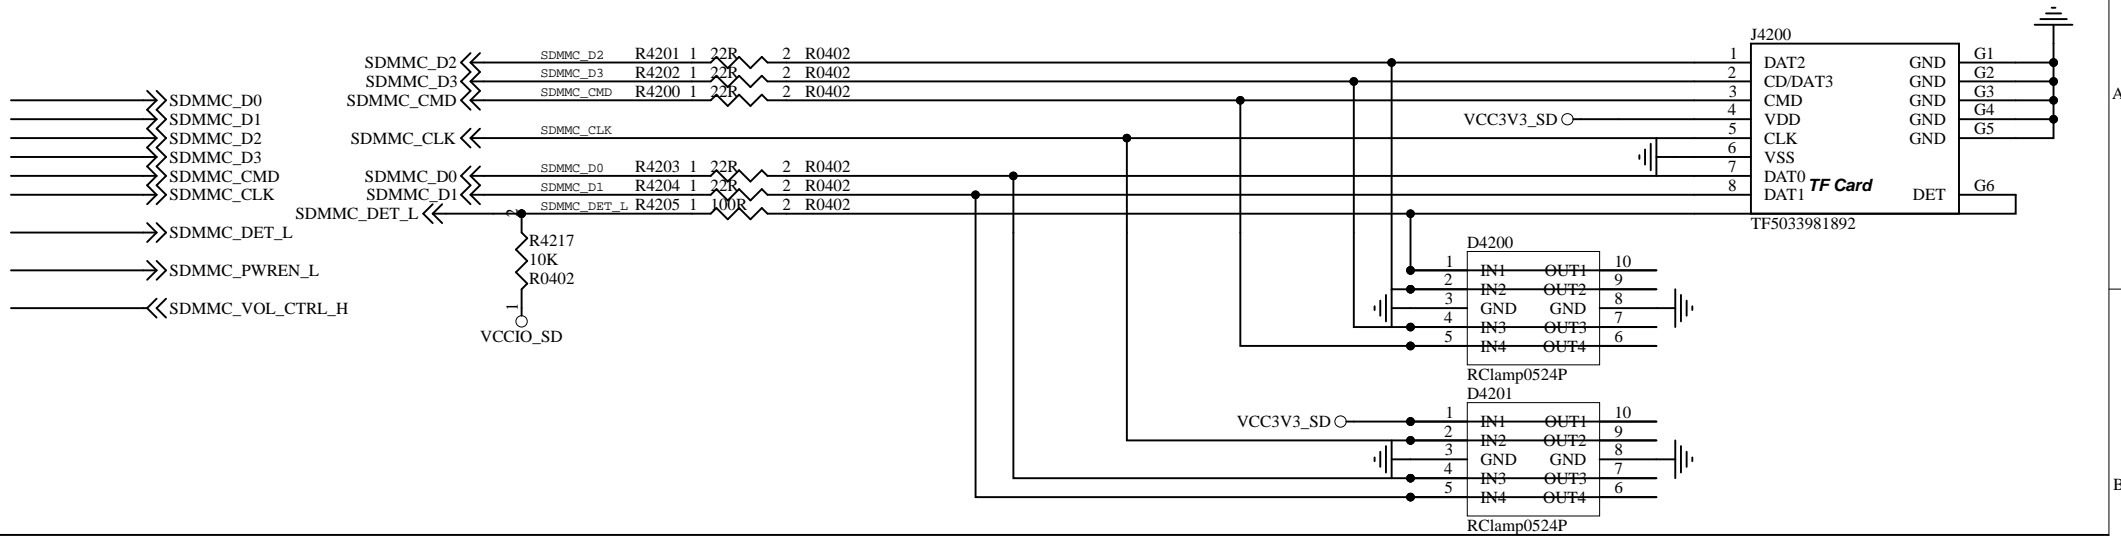 J4200
SDMMC_D2 SDMMC_D2 R4201 1 22R 2 R0402 1 DAT2 GND G1
SDMMC_D3 SDMMC_D3 R4202 1 22R 2 R0402 2 CD/DAT3 GND G2
SDMMC_D0 SDMMC_CMD SDMMC_CMD R4200 1 22R 2 R0402 3 CMD GND G3 A
SDMMC_D1 VCC3V3_SD 4 VDD GND G4
SDMMC_D2 SDMMC_CLK SDMMC_CLK 5 CLK GND G5
SDMMC_D3 6 VSS
SDMMC_CMD SDMMC_D0 SDMMC_D0 R4203 1 22R 2 R0402 7 DAT0 TF Card
SDMMC_CLK SDMMC_D1 SDMMC_D1 R4204 1 22R 2 R0402 8 DAT1 DET G6
SDMMC_DET_L 2 SDMMC_DET_L R4205 1 100R 2 R0402
TF5033981892
SDMMC_DET_L R4217 D4200
10K 1 IN1 OUT1 10
SDMMC_PWREN_L R0402 2 IN2 OUT2 9
SDMMC_VOL_CTRL_H 1 3 GND GND 8
VCCIO_SD 4 IN3 OUT3 7
5 IN4 OUT4 6
RClamp0524P
D4201
VCC3V3_SD 1 IN1 OUT1 10
2 IN2 OUT2 9
3 GND GND 8
4 IN3 OUT3 7
5 IN4 OUT4 6 B
RClamp0524P